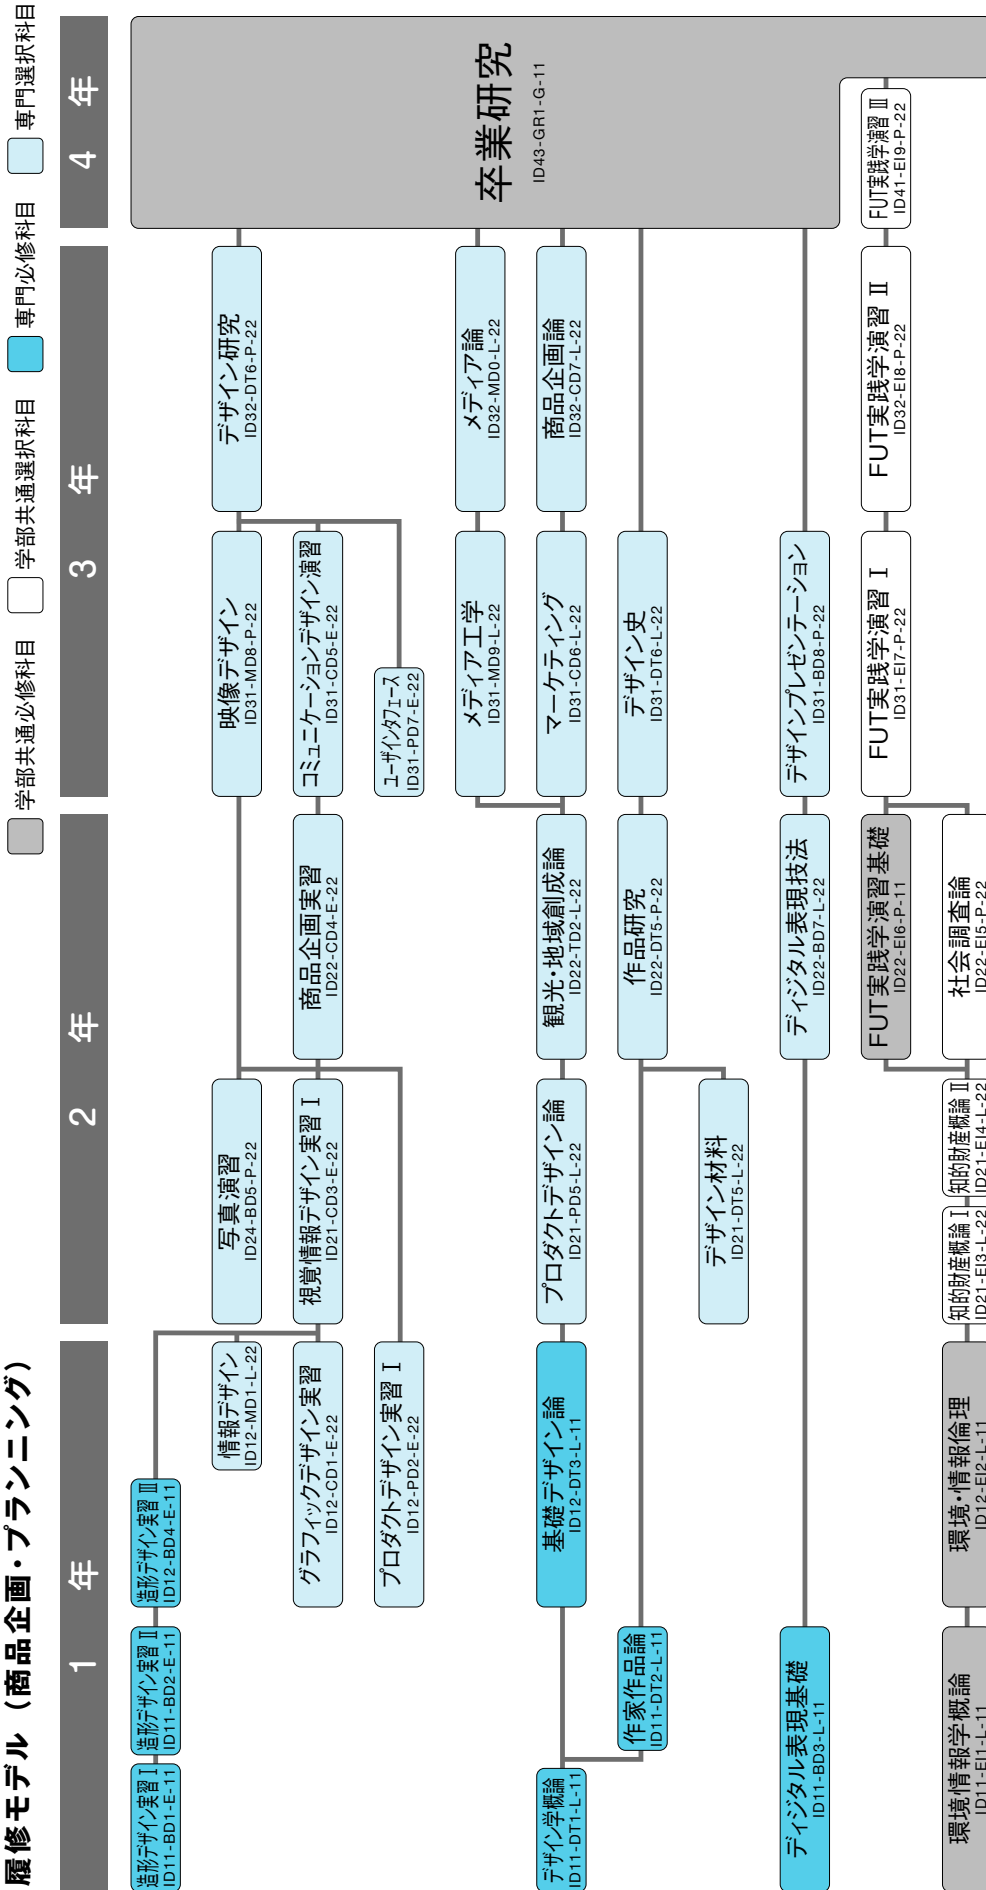 履修モデル（商品企画・プランニング）
学部共通必修科目
学部共通選択科目
専門必修科目
専門選択科目
1 年
2 年
3 年
4 年
造形デザイン実習 Ⅰ
ID11-BD1-E-11
造形デザイン実習 Ⅱ
ID11-BD2-E-11
造形デザイン実習 Ⅲ
ID12-BD4-E-11
情報デザイン
ID12-MD1-L-22
写真演習
ID24-BD5-P-22
映像デザイン
ID31-MD8-P-22
デザイン研究
ID32-DT6-P-22
グラフィックデザイン実習
ID12-CD1-E-22
視覚情報デザイン実習 Ⅰ
ID21-CD3-E-22
商品企画実習
ID22-CD4-E-22
コミュニケーションデザイン演習
ID31-CD5-E-22
プロダクトデザイン実習 Ⅰ
ID12-PD2-E-22
ユーザインタフェース
ID31-PD7-E-22
メディア工学
ID31-MD9-L-22
メディア論
ID32-MD0-L-22
デザイン学概論
ID11-DT1-L-11
基礎デザイン論
ID12-DT3-L-11
プロダクトデザイン論
ID21-PD5-L-22
観光・地域創成論
ID22-TD2-L-22
マーケティング
ID31-CD6-L-22
商品企画論
ID32-CD7-L-22
作家作品論
ID11-DT2-L-11
作品研究
ID22-DT5-P-22
デザイン史
ID31-DT6-L-22
デザイン材料
ID21-DT5-L-22
ディジタル表現基礎
ID11-BD3-L-11
ディジタル表現技法
ID22-BD7-L-22
デザインプレゼンテーション
ID31-BD8-P-22
FUT実践学演習基礎
ID22-EI6-P-11
FUT実践学演習 Ⅰ
ID31-EI7-P-22
FUT実践学演習 Ⅱ
ID32-EI8-P-22
FUT実践学演習 Ⅲ
ID41-EI9-P-22
環境情報学概論
ID11-EI1-L-11
環境・情報倫理
ID12-EI2-L-11
知的財産概論 Ⅰ
ID21-EI3-L-22
知的財産概論 Ⅱ
ID21-EI4-L-22
社会調査論
ID22-EI5-P-22
卒業研究
ID43-GR1-G-11